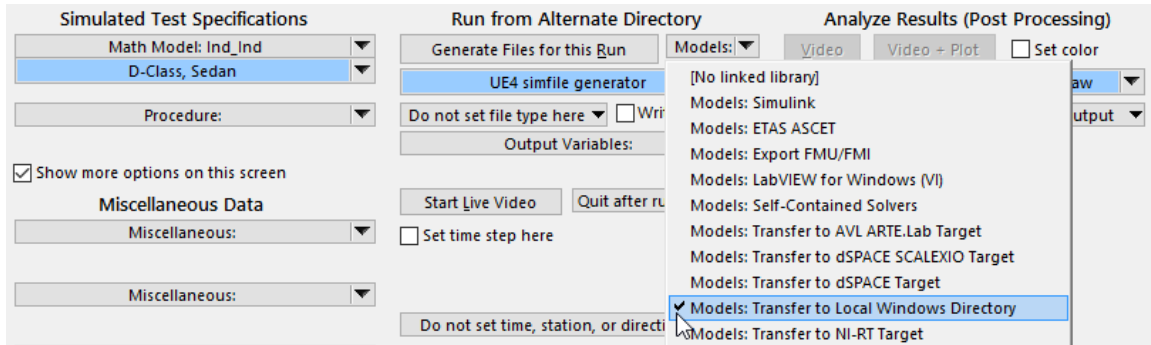 Simulated Test Specifications
Math Model: Ind_Ind
D-Class, Sedan
Procedure:
Show more options on this screen
Miscellaneous Data
Miscellaneous:
Miscellaneous:
Run from Alternate Directory
Generate Files for this Run
Models:
UE4 simfile generator
Do not set file type here
Wri
Output Variables:
Start Live Video
Quit after ru
Set time step here
Do not set time, station, or directi
Analyze Results (Post Processing)
Video
Video + Plot
Set color
aw
utput
[No linked library]
Models: Simulink
Models: ETAS ASCET
Models: Export FMU/FMI
Models: LabVIEW for Windows (VI)
Models: Self-Contained Solvers
Models: Transfer to AVL ARTE.Lab Target
Models: Transfer to dSPACE SCALEXIO Target
Models: Transfer to dSPACE Target
Models: Transfer to Local Windows Directory
Models: Transfer to NI-RT Target